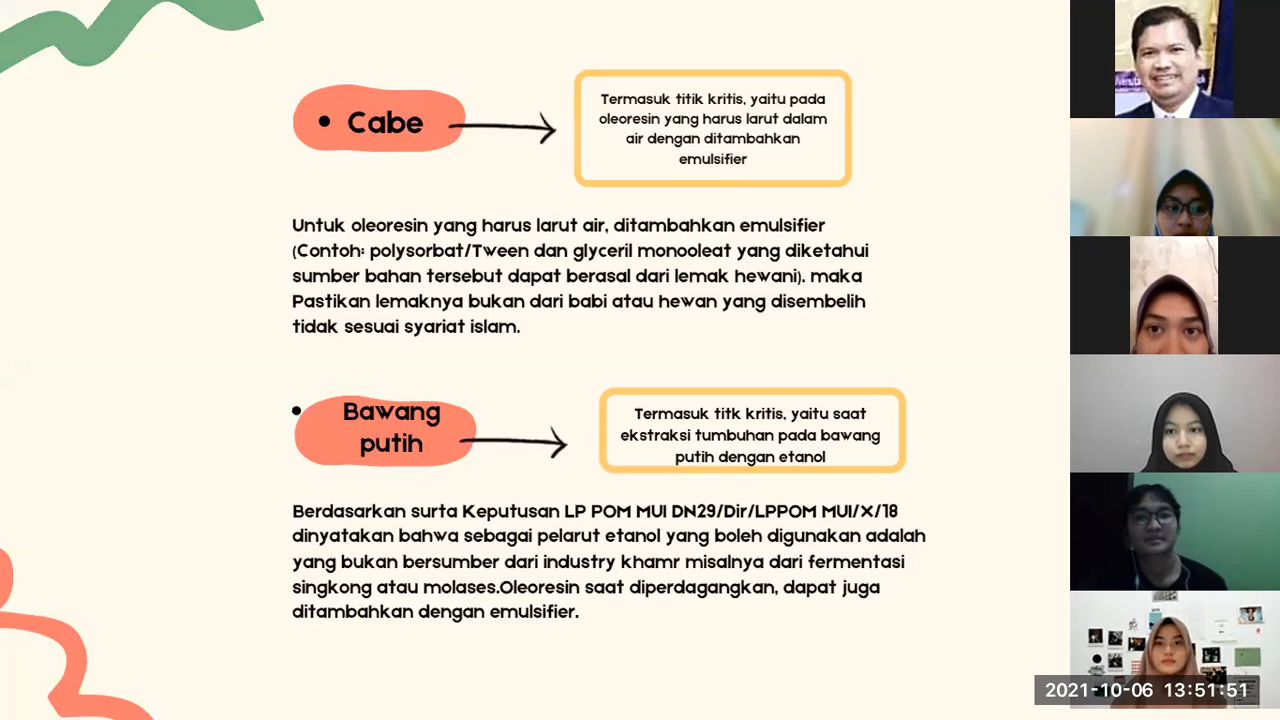 Cabe
Termasuk titik kritis, yaitu pada
oleoresin yang harus larut dalam
air dengan ditambahkan
emulsifier
Untuk oleoresin yang harus larut air, ditambahkan emulsifier
(Contoh: polysorbat/Tween dan glyceril monooleat yang diketahui
sumber bahan tersebut dapat berasal dari lemak hewani). maka
Pastikan lemaknya bukan dari babi atau hewan yang disembelih
tidak sesuai syariat islam.
Bawang
putih
Termasuk titk kritis, yaitu saat
ekstraksi tumbuhan pada bawang
putih dengan etanol
Berdasarkan surta Keputusan LP POM MUI DN29/Dir/LPPOM MUI/X/18
dinyatakan bahwa sebagai pelarut etanol yang boleh digunakan adalah
yang bukan bersumber dari industry khamr misalnya dari fermentasi
singkong atau molases.Oleoresin saat diperdagangkan, dapat juga
ditambahkan dengan emulsifier.
2021-10-06 13:51:51